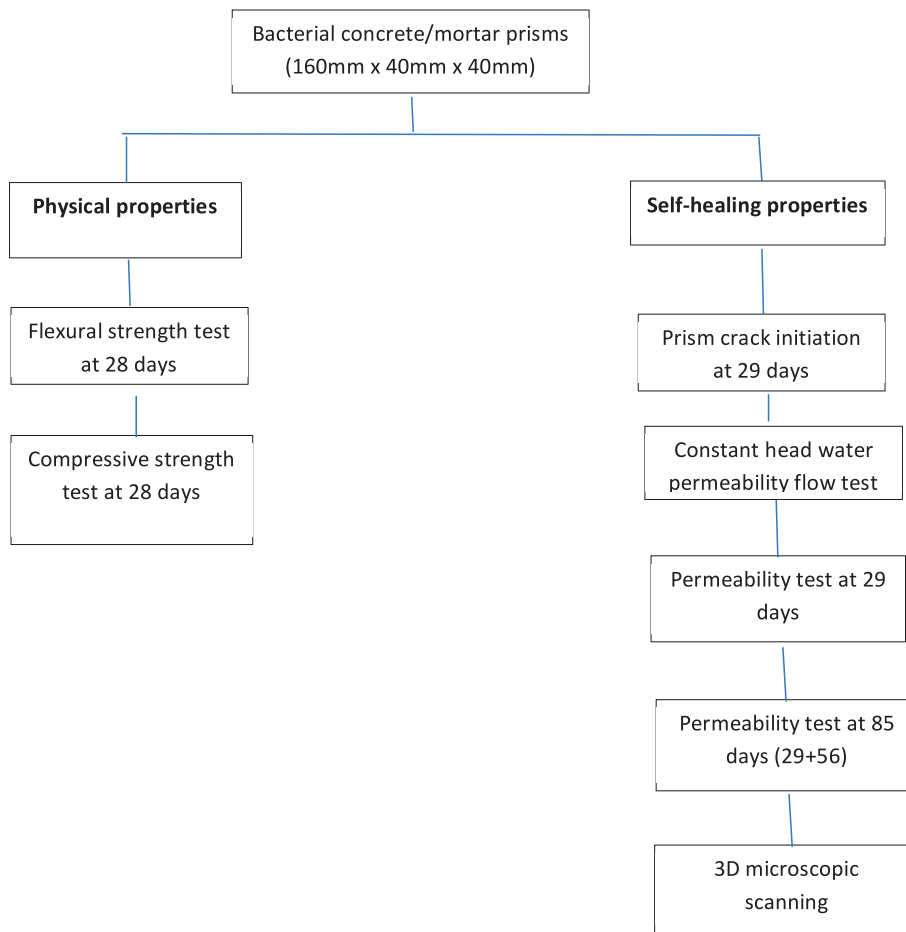 Bacterial concrete/mortar prisms
(160mm x 40mm x 40mm)
Physical properties
Self-healing properties
Flexural strength test
at 28 days
Compressive strength
test at 28 days
Prism crack initiation
at 29 days
Constant head water
permeability flow test
Permeability test at 29
days
Permeability test at 85
days (29+56)
3D microscopic
scanning